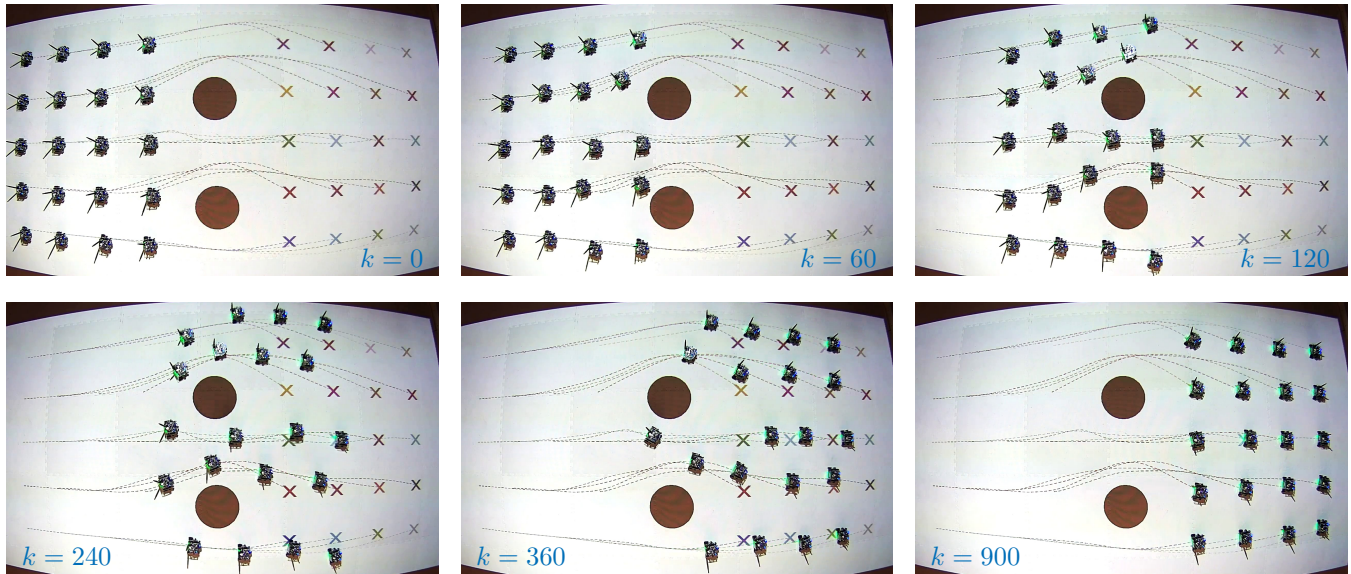 k = 0
k = 60
k = 120
k = 240
k = 360
k = 900